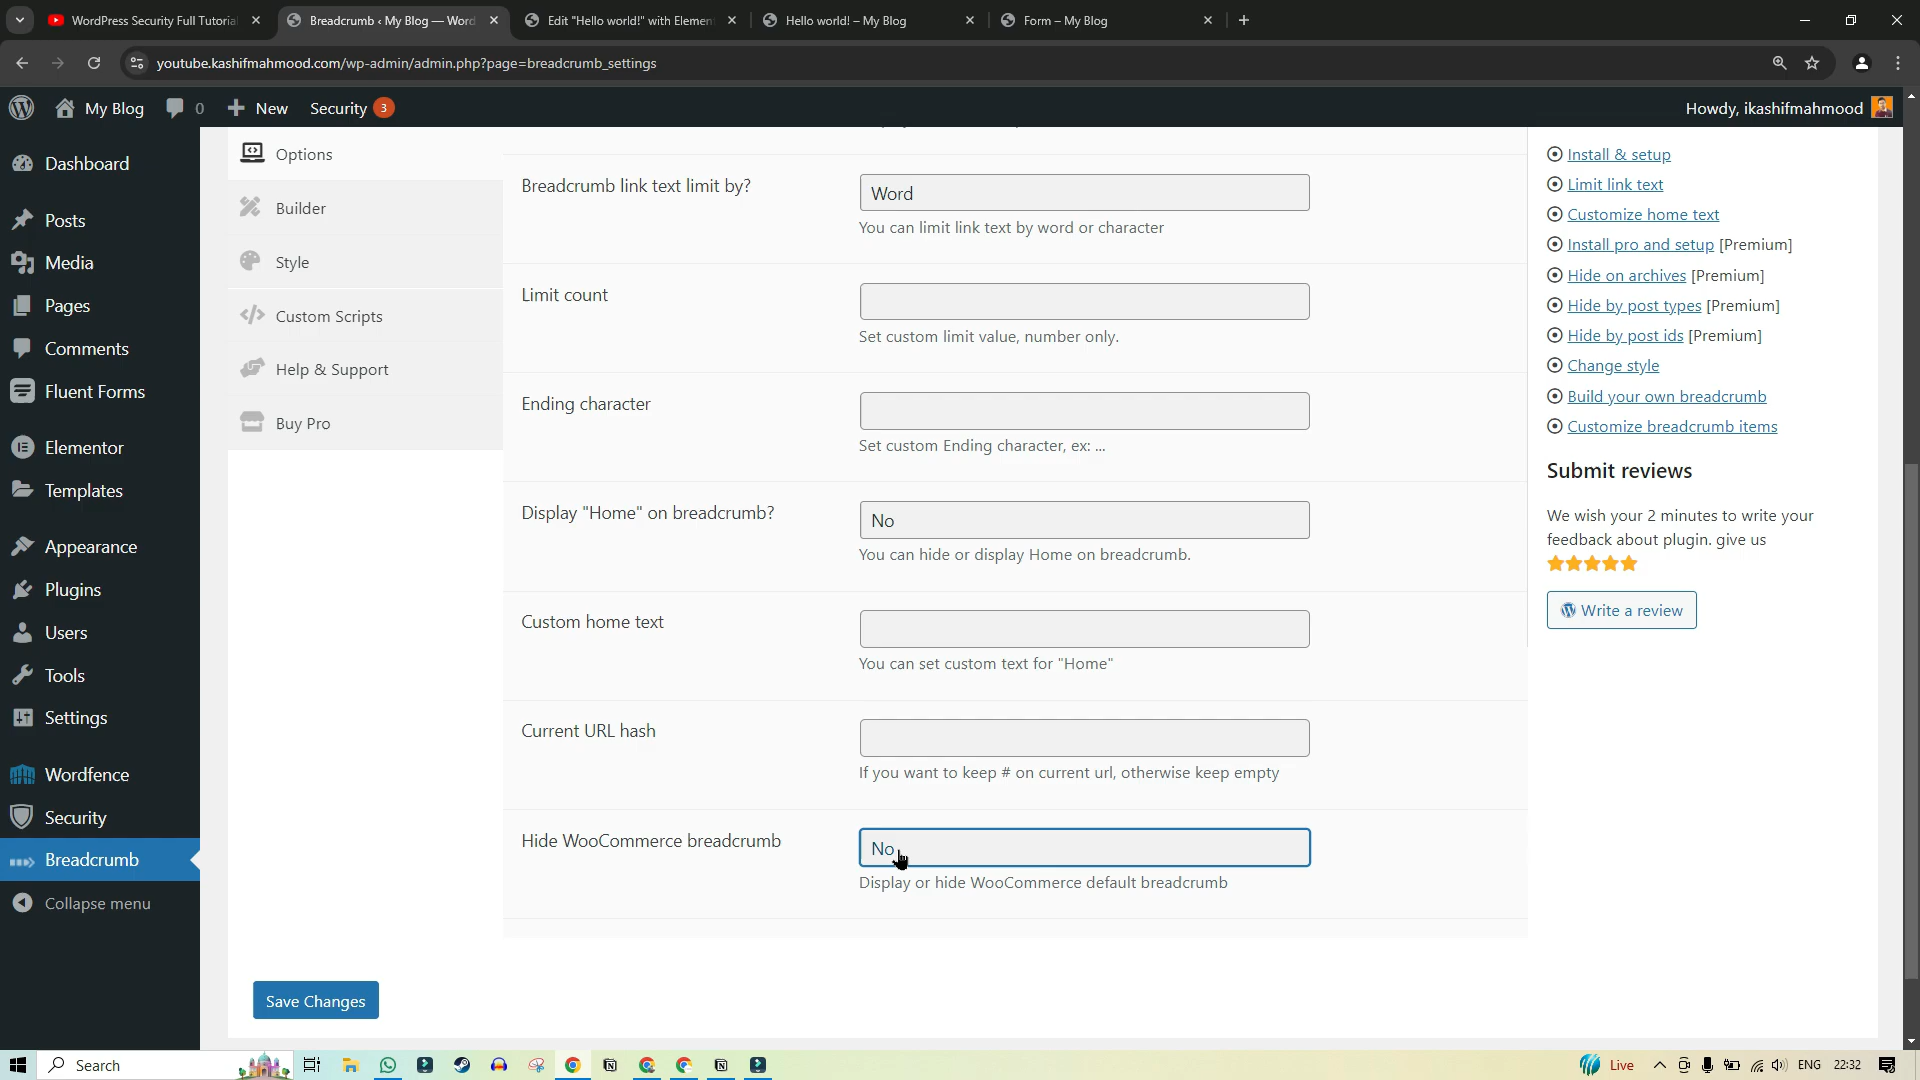 WordPress Security Full Tutoria
Breadcrumb ‹ My Blog — Word
Edit "Hello world!" with Elemen
Hello world! – My Blog
Form – My Blog
youtube.kashifmahmood.com/wp-admin/admin.php?page=breadcrumb_settings
My Blog
0
New
Security 3
Howdy, ikashifmahmood
Dashboard
Posts
Media
Pages
Comments
Fluent Forms
Elementor
Templates
Appearance
Plugins
Users
Tools
Settings
Wordfence
Security
Breadcrumb
Collapse menu
Options
Builder
Style
Custom Scripts
Help & Support
Buy Pro
Breadcrumb link text limit by?
Word
You can limit link text by word or character
Limit count
Set custom limit value, number only.
Ending character
Set custom Ending character, ex: ...
Display "Home" on breadcrumb?
No
You can hide or display Home on breadcrumb.
Custom home text
You can set custom text for "Home"
Current URL hash
If you want to keep # on current url, otherwise keep empty
Hide WooCommerce breadcrumb
No
Display or hide WooCommerce default breadcrumb
Save Changes
Install & setup
Limit link text
Customize home text
Install pro and setup [Premium]
Hide on archives [Premium]
Hide by post types [Premium]
Hide by post ids [Premium]
Change style
Build your own breadcrumb
Customize breadcrumb items
Submit reviews
We wish your 2 minutes to write your
feedback about plugin. give us
Write a review
Search
Live
ENG
22:32